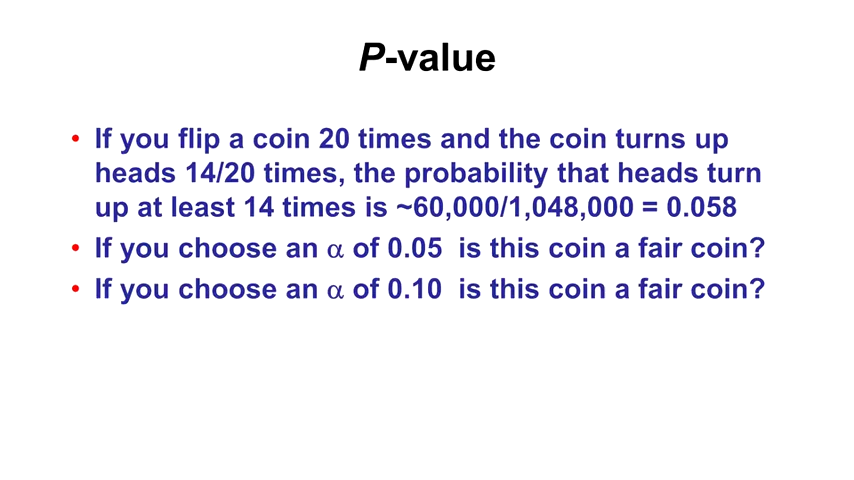 P-value
• If you flip a coin 20 times and the coin turns up
heads 14/20 times, the probability that heads turn
up at least 14 times is ~60,000/1,048,000 = 0.058
• If you choose an α of 0.05  is this coin a fair coin?
• If you choose an α of 0.10  is this coin a fair coin?